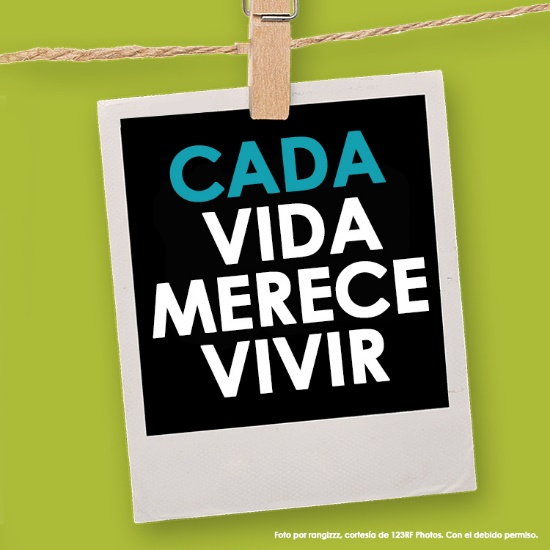 CADA
VIDA
MERECE
VIVIR
Foto por rangizzz, cortesía de 123RF Photos. Con el debido permiso.